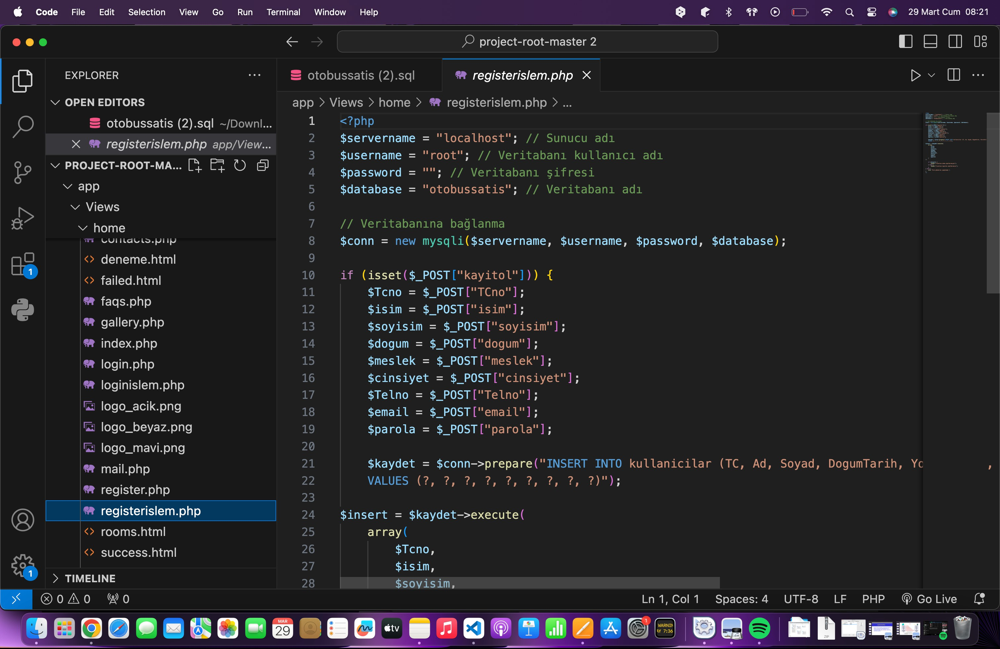 Code File Edit Selection View Go Run Terminal Window Help 29 Mart Cum 08:21
project-root-master 2
EXPLORER
OPEN EDITORS
otobussatis (2).sql ~/Downl...
registerislem.php app/View...
PROJECT-ROOT-MA...
app
Views
home
contacts.php
deneme.html
failed.html
faqs.php
gallery.php
index.php
login.php
loginislem.php
logo_acik.png
logo_beyaz.png
logo_mavi.png
mail.php
register.php
registerislem.php
rooms.html
success.html
TIMELINE
1
1
otobussatis (2).sql registerislem.php
app > Views > home > registerislem.php > ...
1 <?php
2 $servername = "localhost"; // Sunucu adı
3 $username = "root"; // Veritabanı kullanıcı adı
4 $password = ""; // Veritabanı şifresi
5 $database = "otobussatis"; // Veritabanı adı
6
7 // Veritabanına bağlanma
8 $conn = new mysqli($servername, $username, $password, $database);
9
10 if (isset($_POST["kayitol"])) {
11 $Tcno = $_POST["TCno"];
12 $isim = $_POST["isim"];
13 $soyisim = $_POST["soyisim"];
14 $dogum = $_POST["dogum"];
15 $meslek = $_POST["meslek"];
16 $cinsiyet = $_POST["cinsiyet"];
17 $Telno = $_POST["Telno"];
18 $email = $_POST["email"];
19 $parola = $_POST["parola"];
20
21 $kaydet = $conn->prepare("INSERT INTO kullanicilar (TC, Ad, Soyad, DogumTarih, Yo ,
22 VALUES (?, ?, ?, ?, ?, ?, ?, ?, ?)");
23
24 $insert = $kaydet->execute(
25 array(
26 $Tcno,
27 $isim,
28 $soyisim,
0 0 0 Ln 1, Col 1 Spaces: 4 UTF-8 LF PHP Go Live
MAR
29
tv
1
WARNIN
AY 7:36
ZIP